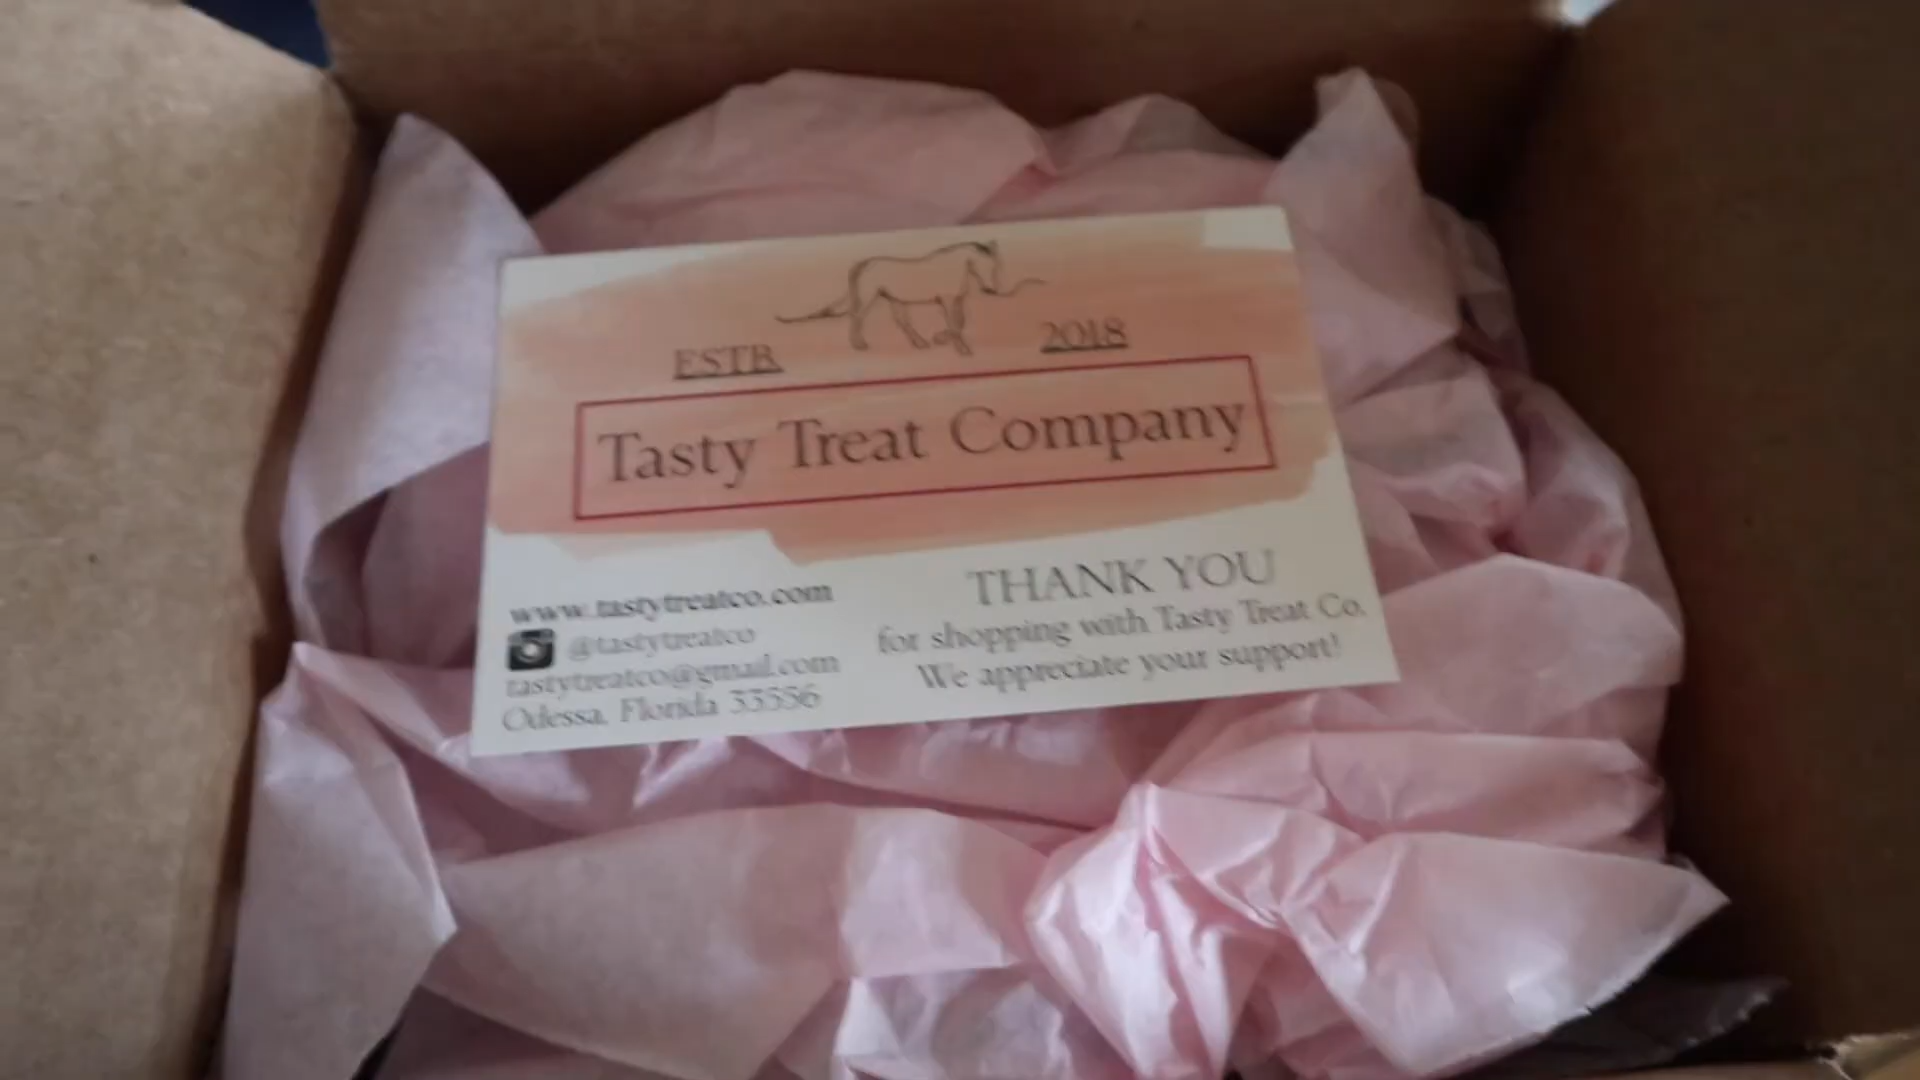 ESTB. 2018
Tasty Treat Company
www.tastytreatco.com
@tastytreatco
tastytreatco@gmail.com
Odessa, Florida 33556
THANK YOU
for shopping with Tasty Treat Co.
We appreciate your support!